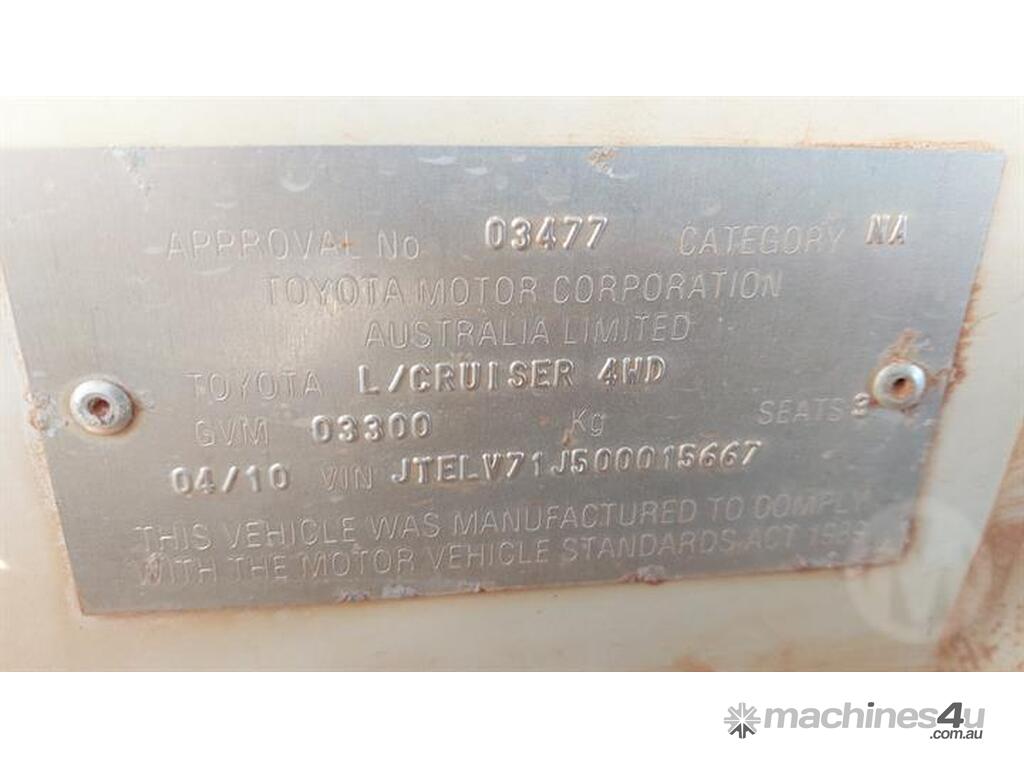 APPROVAL No. 03477 CATEGORY NA
TOYOTA MOTOR CORPORATION
AUSTRALIA LIMITED
TOYOTA L/CRUISER 4WD
GVM 03300 Kg SEATS 3
04/10 VIN JTELV71J500015667
THIS VEHICLE WAS MANUFACTURED TO COMPLY
WITH THE MOTOR VEHICLE STANDARDS ACT 1989
machines4u
.com.au